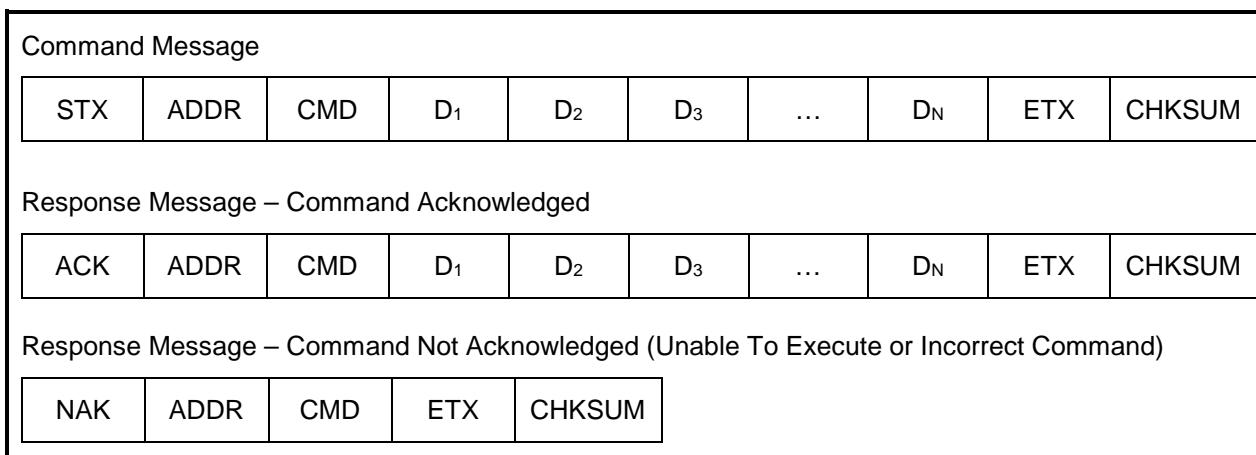 Command Message
STX ADDR CMD D₁ D₂ D₃ … D_N ETX CHKSUM
Response Message – Command Acknowledged
ACK ADDR CMD D₁ D₂ D₃ … D_N ETX CHKSUM
Response Message – Command Not Acknowledged (Unable To Execute or Incorrect Command)
NAK ADDR CMD ETX CHKSUM